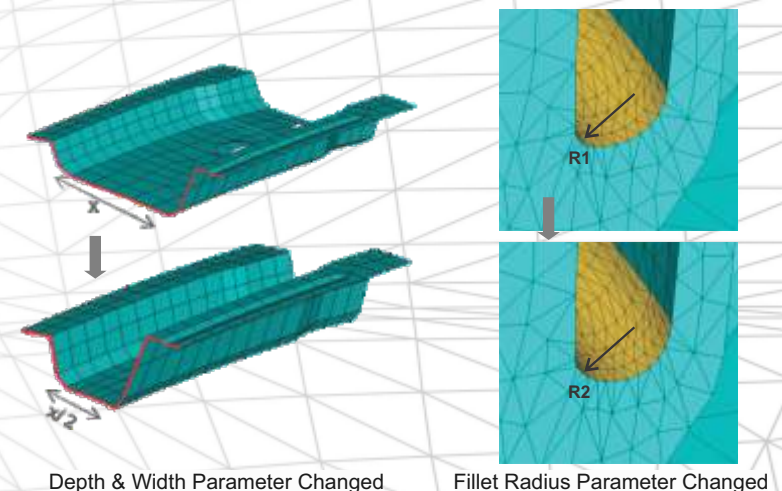 x
x/2
Depth & Width Parameter Changed
R1
R2
Fillet Radius Parameter Changed